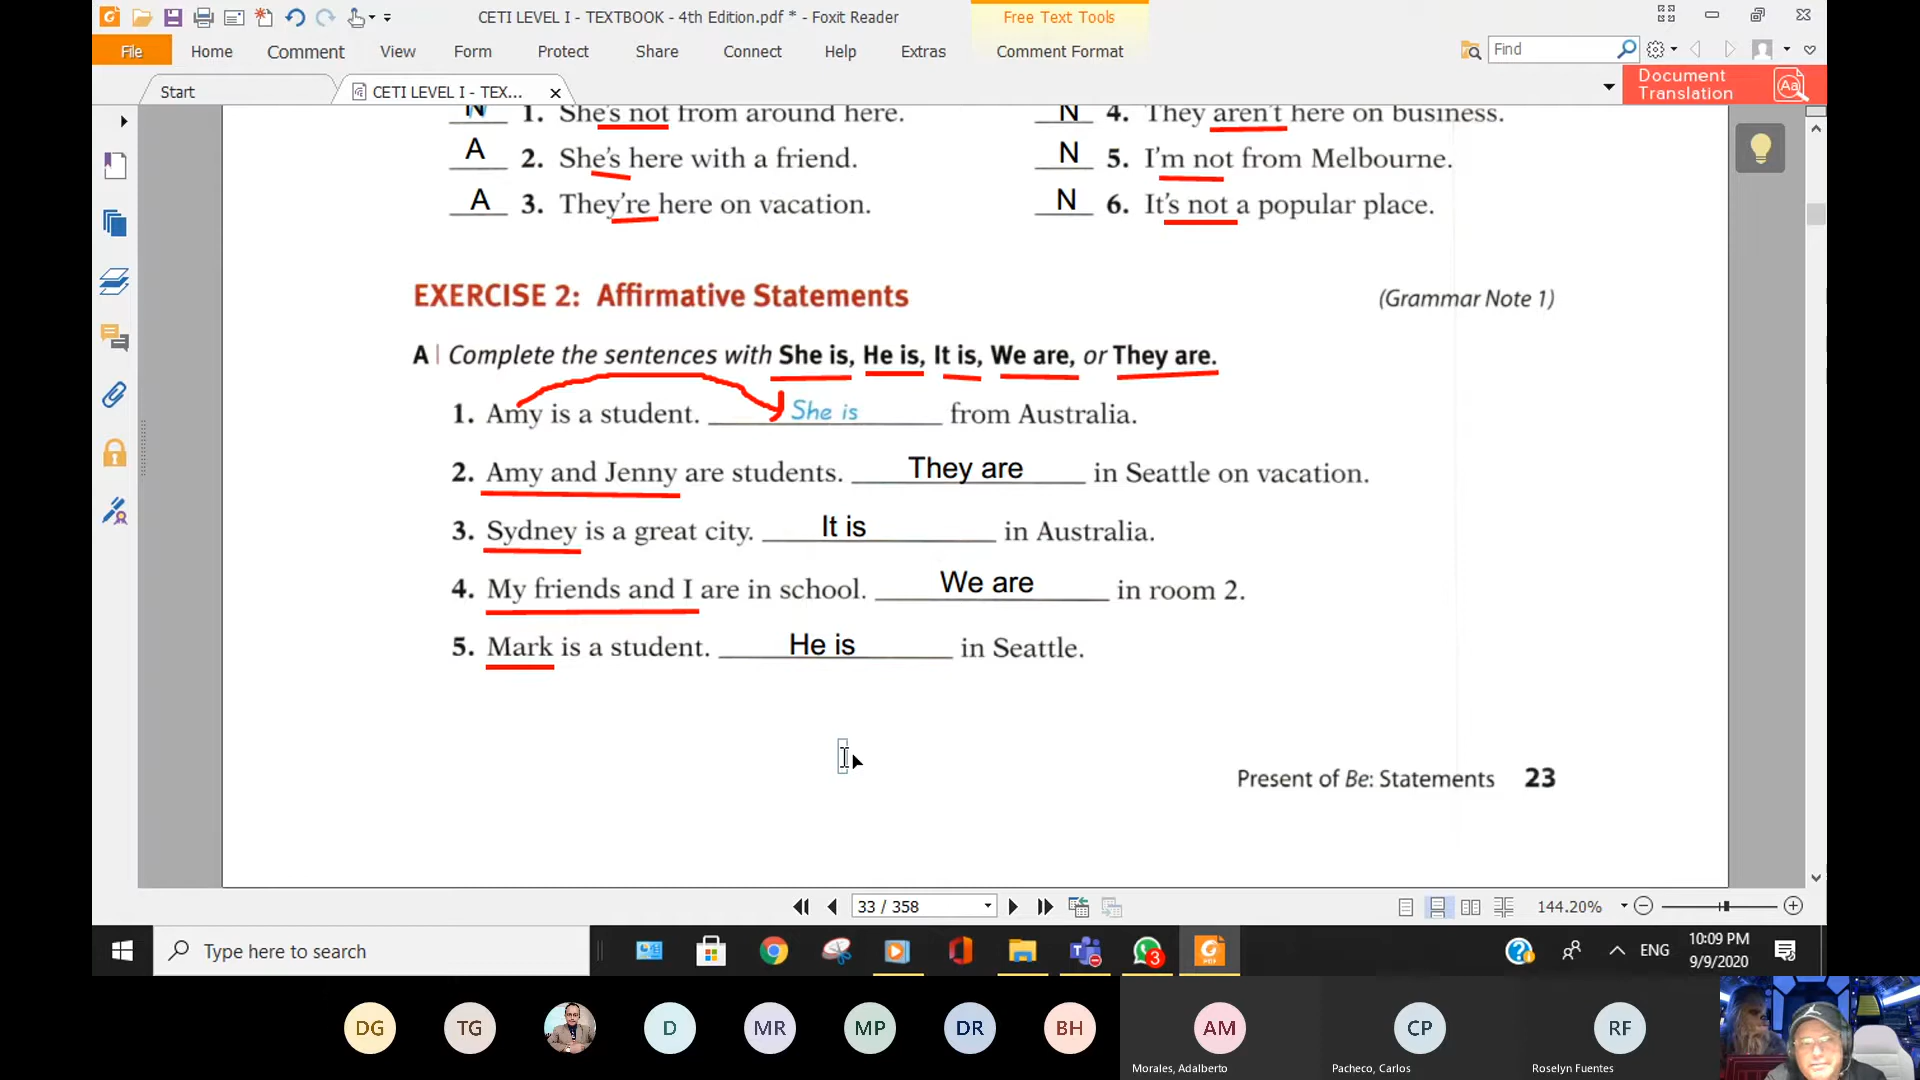 CETI LEVEL I - TEXTBOOK - 4th Edition.pdf * - Foxit Reader
Free Text Tools
File Home Comment View Form Protect Share Connect Help Extras Comment Format
Find
Start
CETI LEVEL I - TEX...
Document
Translation
Aa
N 1. She's not from around here.
N 4. They aren't here on business.
A 2. She's here with a friend.
N 5. I'm not from Melbourne.
A 3. They're here on vacation.
N 6. It's not a popular place.
EXERCISE 2: Affirmative Statements
(Grammar Note 1)
A | Complete the sentences with She is, He is, It is, We are, or They are.
1. Amy is a student. She is from Australia.
2. Amy and Jenny are students. They are in Seattle on vacation.
3. Sydney is a great city. It is in Australia.
4. My friends and I are in school. We are in room 2.
5. Mark is a student. He is in Seattle.
Present of Be: Statements 23
33 / 358
144.20%
Type here to search
3
PDF
ENG
10:09 PM
9/9/2020
DG TG D MR MP DR BH AM CP RF
Morales, Adalberto
Pacheco, Carlos
Roselyn Fuentes